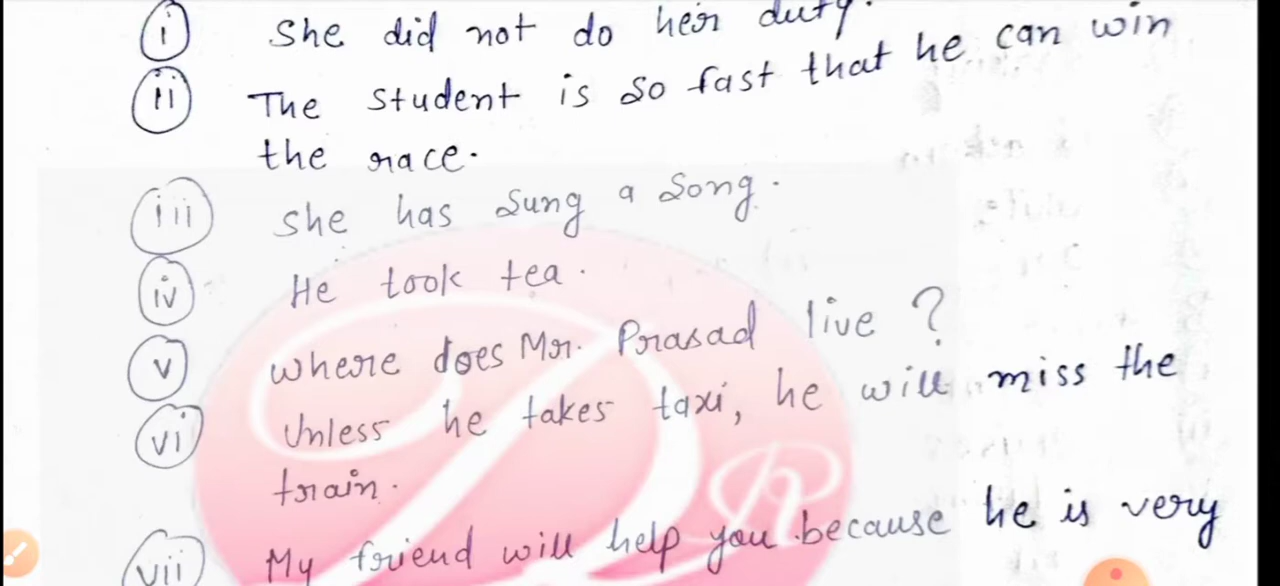 i She did not do her duty.
ii The student is so fast that he can win
the race.
iii She has sung a song.
iv He took tea.
v where does Mr. Prasad live ?
vi Unless he takes taxi, he will miss the
train.
vii My friend will help you because he is very